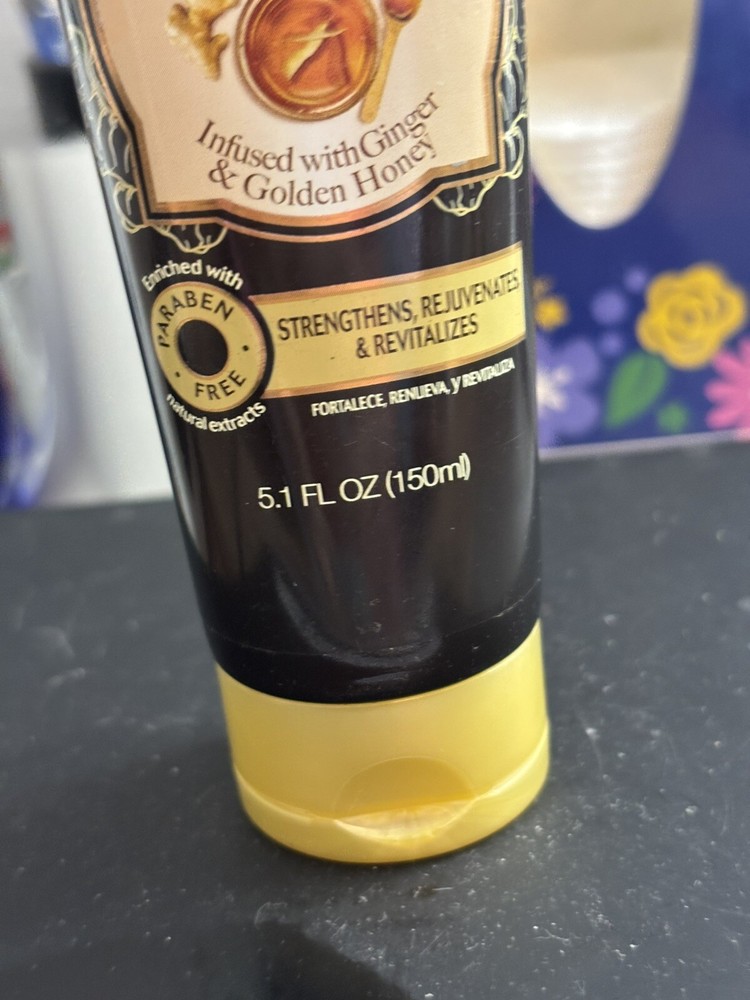 Infused with Ginger
& Golden Honey
Enriched with
PARABEN
• FREE •
natural extracts
STRENGTHENS, REJUVENATES
& REVITALIZES
FORTALECE, RENUEVA, y REVITALIZA
5.1 FL OZ (150ml)